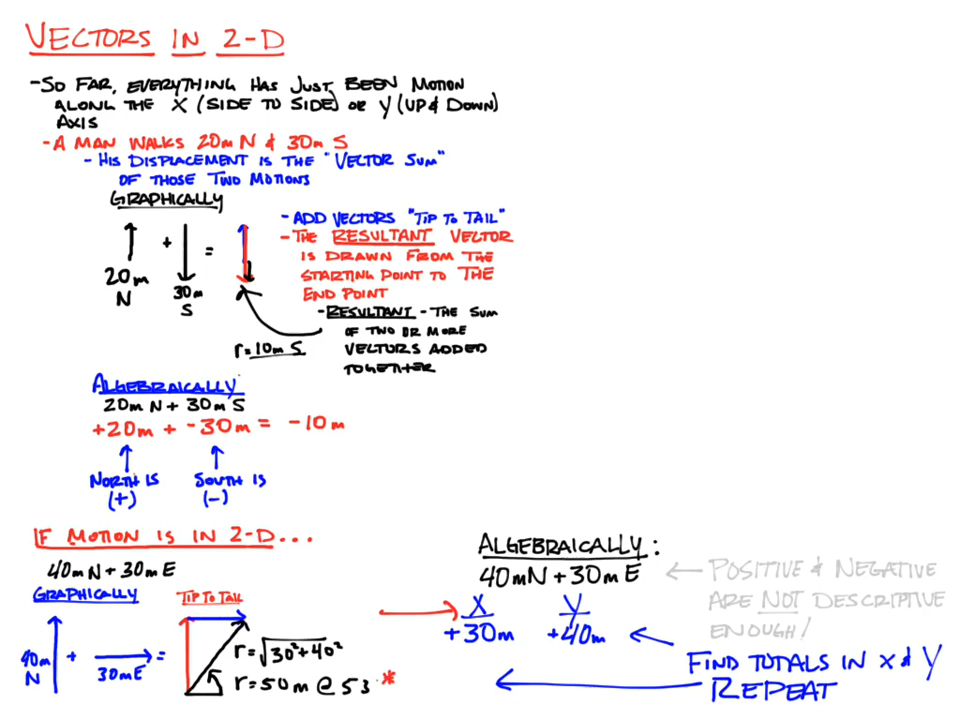 VECTORS IN 2-D
-SO FAR, EVERYTHING HAS JUST BEEN MOTION
ALONG THE X (SIDE TO SIDE) OR Y (UP & DOWN)
AXIS
-A MAN WALKS 20m N & 30m S
-HIS DISPLACEMENT IS THE "VECTOR SUM"
OF THOSE TWO MOTIONS
GRAPHICALLY
20m
N
+
30m
S
=
-ADD VECTORS "TIP TO TAIL"
-THE RESULTANT VECTOR
IS DRAWN FROM THE
STARTING POINT TO THE
END POINT
-RESULTANT - THE SUM
OF TWO OR MORE
VECTORS ADDED
TOGETHER
r=10m S
ALGEBRAICALLY
20m N + 30m S
+20m + -30m = -10m
NORTH IS
(+)
SOUTH IS
(-)
IF MOTION IS IN 2-D...
40mN + 30mE
GRAPHICALLY
40m
N
+
30mE
=
TIP TO TAIL
r=√30²+40²
r=50m @ 53 *
ALGEBRAICALLY:
40mN + 30mE
X Y
+30m +40m
POSITIVE & NEGATIVE
ARE NOT DESCRIPTIVE
ENOUGH!
FIND TOTALS IN X & Y
REPEAT